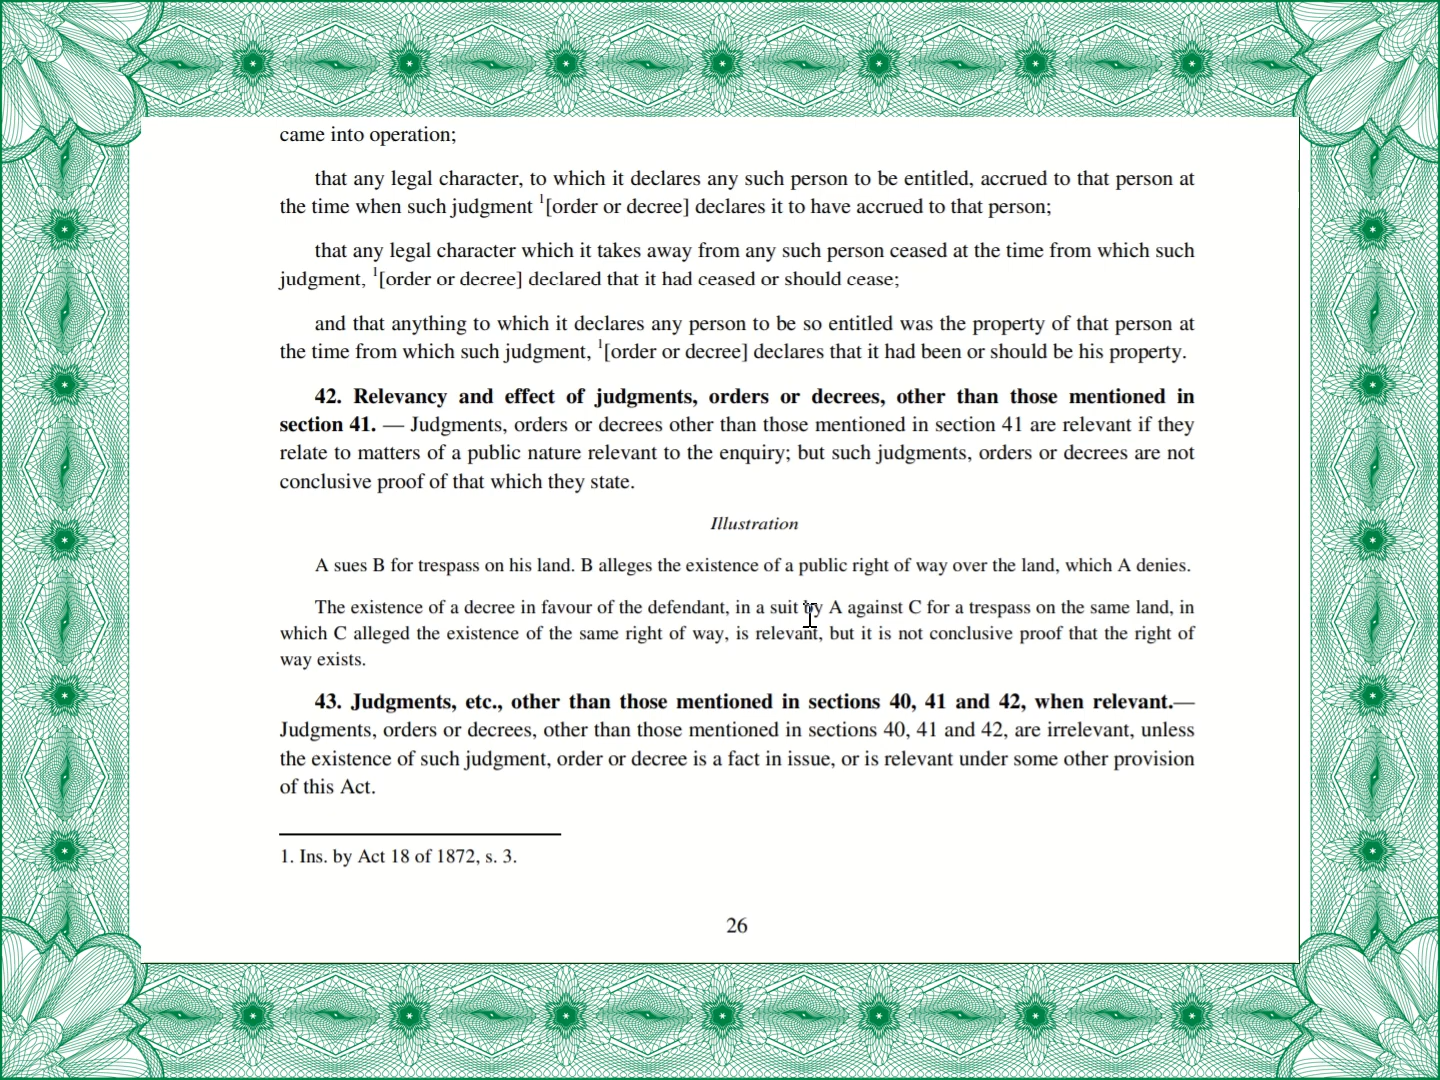 came into operation;
that any legal character, to which it declares any such person to be entitled, accrued to that person at
the time when such judgment 1[order or decree] declares it to have accrued to that person;
that any legal character which it takes away from any such person ceased at the time from which such
judgment, 1[order or decree] declared that it had ceased or should cease;
and that anything to which it declares any person to be so entitled was the property of that person at
the time from which such judgment, 1[order or decree] declares that it had been or should be his property.
42. Relevancy and effect of judgments, orders or decrees, other than those mentioned in
section 41. — Judgments, orders or decrees other than those mentioned in section 41 are relevant if they
relate to matters of a public nature relevant to the enquiry; but such judgments, orders or decrees are not
conclusive proof of that which they state.
Illustration
A sues B for trespass on his land. B alleges the existence of a public right of way over the land, which A denies.
The existence of a decree in favour of the defendant, in a suit by A against C for a trespass on the same land, in
which C alleged the existence of the same right of way, is relevant, but it is not conclusive proof that the right of
way exists.
43. Judgments, etc., other than those mentioned in sections 40, 41 and 42, when relevant.—
Judgments, orders or decrees, other than those mentioned in sections 40, 41 and 42, are irrelevant, unless
the existence of such judgment, order or decree is a fact in issue, or is relevant under some other provision
of this Act.
1. Ins. by Act 18 of 1872, s. 3.
26